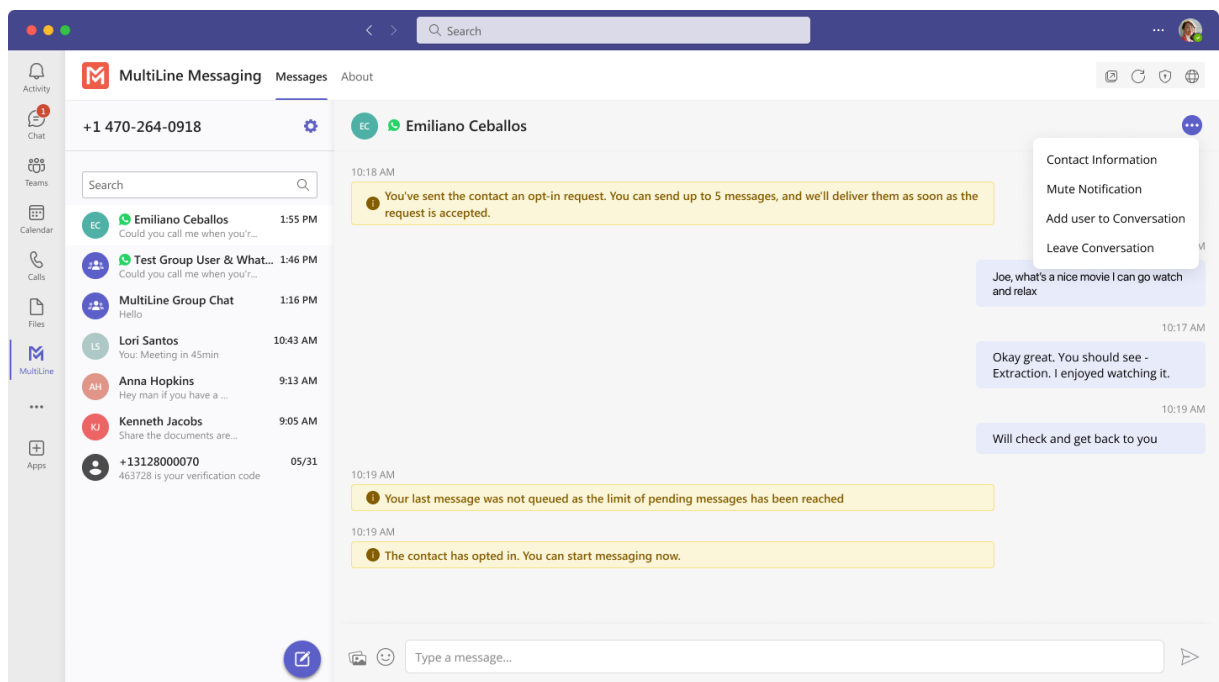 Search
Activity
1
Chat
Teams
Calendar
Calls
Files
MultiLine
Apps
MultiLine Messaging
Messages
About
+1 470-264-0918
Search
EC
Emiliano Ceballos
1:55 PM
Could you call me when you'r...
Test Group User & What...
1:46 PM
Could you call me when you'r...
MultiLine Group Chat
1:16 PM
Hello
LS
Lori Santos
10:43 AM
You: Meeting in 45min
AH
Anna Hopkins
9:13 AM
Hey man if you have a ...
KJ
Kenneth Jacobs
9:05 AM
Share the documents are...
+13128000070
05/31
463728 is your verification code
EC
Emiliano Ceballos
Contact Information
Mute Notification
Add user to Conversation
Leave Conversation
10:18 AM
You've sent the contact an opt-in request. You can send up to 5 messages, and we'll deliver them as soon as the
request is accepted.
M
Joe, what's a nice movie I can go watch
and relax
10:17 AM
Okay great. You should see -
Extraction. I enjoyed watching it.
10:19 AM
Will check and get back to you
10:19 AM
Your last message was not queued as the limit of pending messages has been reached
10:19 AM
The contact has opted in. You can start messaging now.
Type a message...